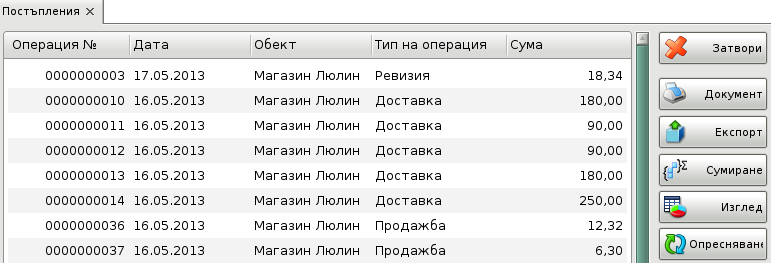 Постъпления
Операция № Дата Обект Тип на операция Сума
0000000003 17.05.2013 Магазин Люлин Ревизия 18,34
0000000010 16.05.2013 Магазин Люлин Доставка 180,00
0000000011 16.05.2013 Магазин Люлин Доставка 90,00
0000000012 16.05.2013 Магазин Люлин Доставка 90,00
0000000013 16.05.2013 Магазин Люлин Доставка 180,00
0000000014 16.05.2013 Магазин Люлин Доставка 250,00
0000000036 16.05.2013 Магазин Люлин Продажба 12,32
0000000037 16.05.2013 Магазин Люлин Продажба 6,30
Затвори
Документ
Експорт
Сумиране
Изглед
Опресняване